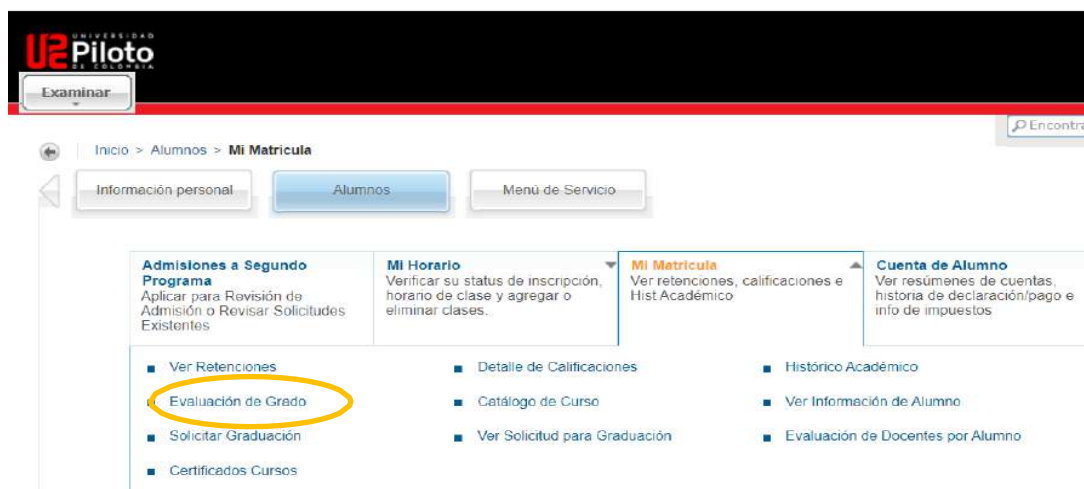 UNIVERSIDAD
UPC Piloto
DE COLOMBIA
Examinar
Encontra
Inicio > Alumnos > Mi Matricula
Información personal
Alumnos
Menú de Servicio
Admisiones a Segundo
Programa
Aplicar para Revisión de
Admisión o Revisar Solicitudes
Existentes
Mi Horario
Verificar su status de inscripción,
horario de clase y agregar o
eliminar clases.
Mi Matricula
Ver retenciones, calificaciones e
Hist Académico
Cuenta de Alumno
Ver resúmenes de cuentas,
historia de declaración/pago e
info de impuestos
Ver Retenciones
Detalle de Calificaciones
Histórico Académico
Evaluación de Grado
Catálogo de Curso
Ver Información de Alumno
Solicitar Graduación
Ver Solicitud para Graduación
Evaluación de Docentes por Alumno
Certificados Cursos